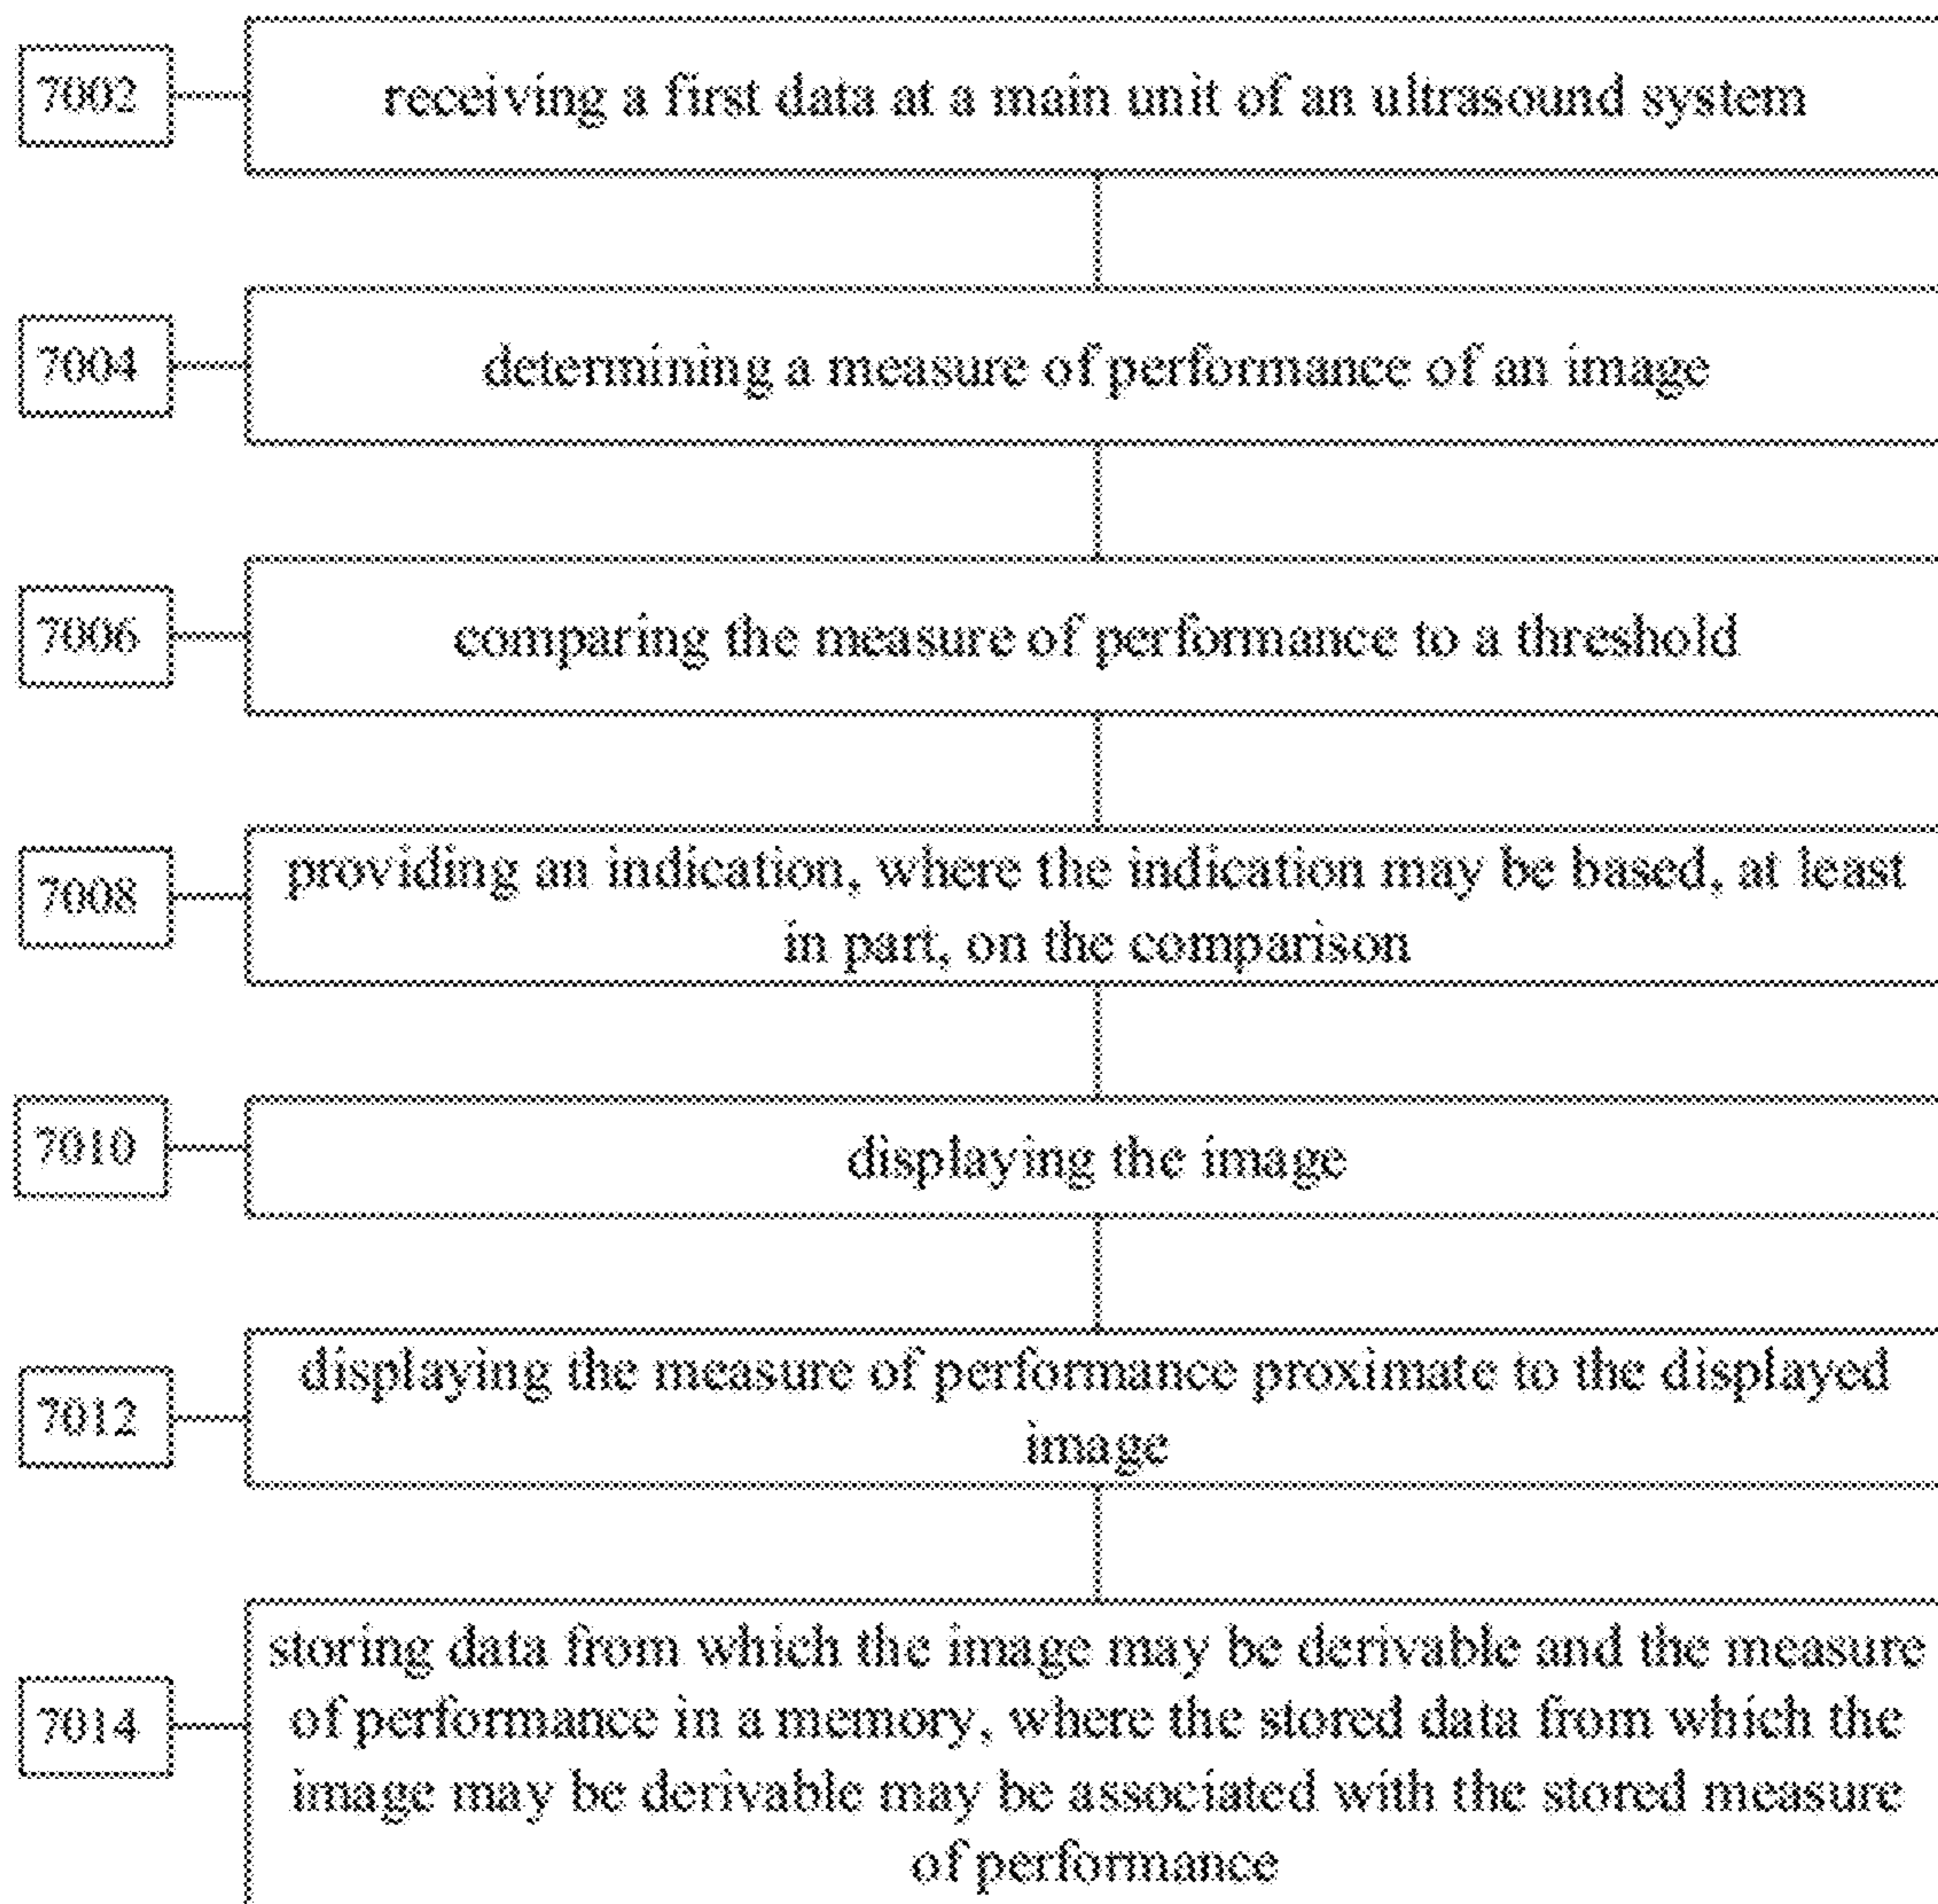 7002
receiving a first data at a main unit of an ultrasound system
7004
determining a measure of performance of an image
7006
comparing the measure of performance to a threshold
7008
providing an indication, where the indication may be based, at least
in part, on the comparison
7010
displaying the image
7012
displaying the measure of performance proximate to the displayed
image
7014
storing data from which the image may be derivable and the measure
of performance in a memory, where the stored data from which the
image may be derivable may be associated with the stored measure
of performance